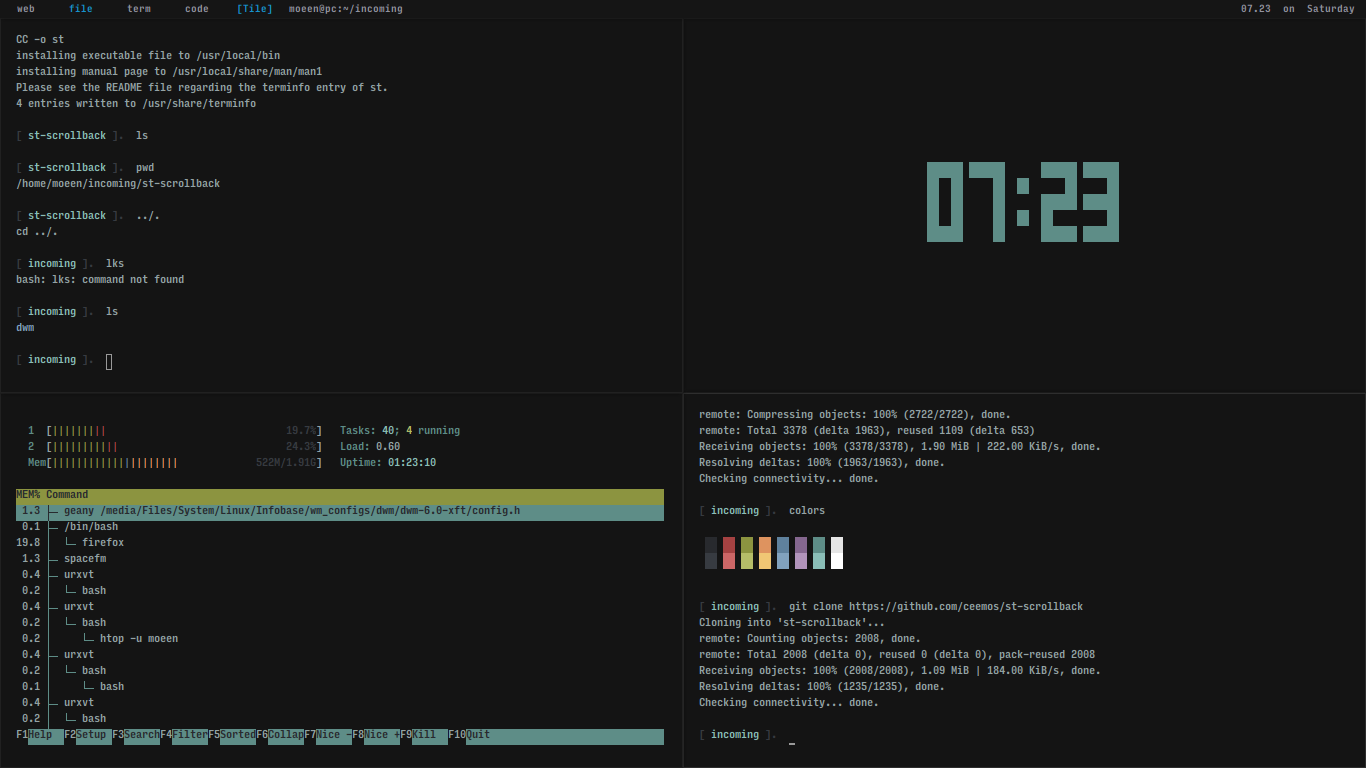 web file term code [Tile] moeen@pc:~/incoming 07.23 on Saturday
CC -o st
installing executable file to /usr/local/bin
installing manual page to /usr/local/share/man/man1
Please see the README file regarding the terminfo entry of st.
4 entries written to /usr/share/terminfo
[ st-scrollback ]. ls
[ st-scrollback ]. pwd
/home/moeen/incoming/st-scrollback
[ st-scrollback ]. ../.
cd ../.
[ incoming ]. lks
bash: lks: command not found
[ incoming ]. ls
dwm
[ incoming ].
07:23
1 [||||||||| 19.7%] Tasks: 40; 4 running
2 [||||||||||| 24.3%] Load: 0.60
Mem[||||||||||||||||||||| 522M/1.91G] Uptime: 01:23:10
MEM% Command
1.3 ├─ geany /media/Files/System/Linux/Infobase/wm_configs/dwm/dwm-6.0-xft/config.h
0.1 ├─ /bin/bash
19.8 │ └─ firefox
1.3 ├─ spacefm
0.4 ├─ urxvt
0.2 │ └─ bash
0.4 ├─ urxvt
0.2 │ └─ bash
0.2 │ └─ htop -u moeen
0.4 ├─ urxvt
0.2 │ └─ bash
0.1 │ └─ bash
0.4 ├─ urxvt
0.2 │ └─ bash
F1Help F2Setup F3SearchF4FilterF5SortedF6CollapF7Nice -F8Nice +F9Kill F10Quit
remote: Compressing objects: 100% (2722/2722), done.
remote: Total 3378 (delta 1963), reused 1109 (delta 653)
Receiving objects: 100% (3378/3378), 1.90 MiB | 222.00 KiB/s, done.
Resolving deltas: 100% (1963/1963), done.
Checking connectivity... done.
[ incoming ]. colors
[ incoming ]. git clone https://github.com/ceemos/st-scrollback
Cloning into 'st-scrollback'...
remote: Counting objects: 2008, done.
remote: Total 2008 (delta 0), reused 0 (delta 0), pack-reused 2008
Receiving objects: 100% (2008/2008), 1.09 MiB | 184.00 KiB/s, done.
Resolving deltas: 100% (1235/1235), done.
Checking connectivity... done.
[ incoming ]. _